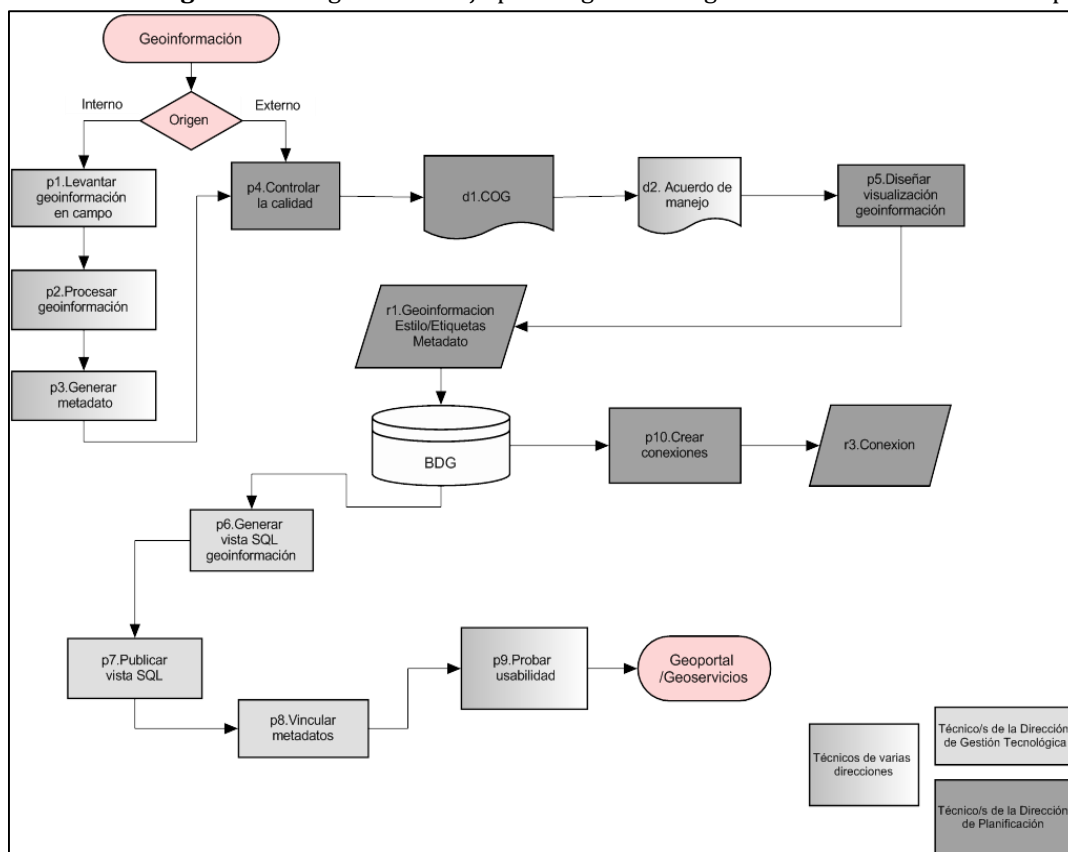 Geoinformación
Interno
Externo
Origen
p1.Levantar
geoinformación
en campo
p4.Controlar
la calidad
d1.COG
d2. Acuerdo de
manejo
p5.Diseñar
visualización
geoinformación
p2.Procesar
geoinformación
r1.Geoinformacion
Estilo/Etiquetas
Metadato
p3.Generar
metadato
BDG
p10.Crear
conexiones
r3.Conexion
p6.Generar
vista SQL
geoinformación
p7.Publicar
vista SQL
p8.Vincular
metadatos
p9.Probar
usabilidad
Geoportal
/Geoservicios
Técnicos de varias
direcciones
Técnico/s de la Dirección
de Gestión Tecnológica
Técnico/s de la Dirección
de Planificación